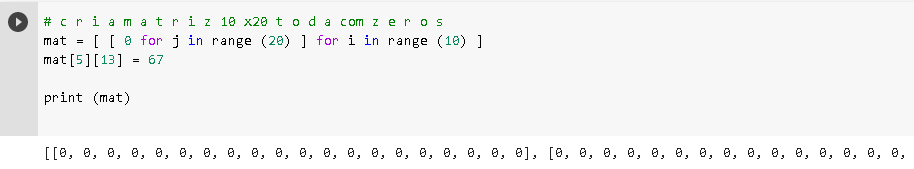 # c r i a m a t r i z 10 x20 t o d a com z e r o s
mat = [ [ 0 for j in range (20) ] for i in range (10) ]
mat[5][13] = 67
print (mat)
[[0, 0, 0, 0, 0, 0, 0, 0, 0, 0, 0, 0, 0, 0, 0, 0, 0, 0, 0, 0], [0, 0, 0, 0, 0, 0, 0, 0, 0, 0, 0, 0, 0, 0, 0,